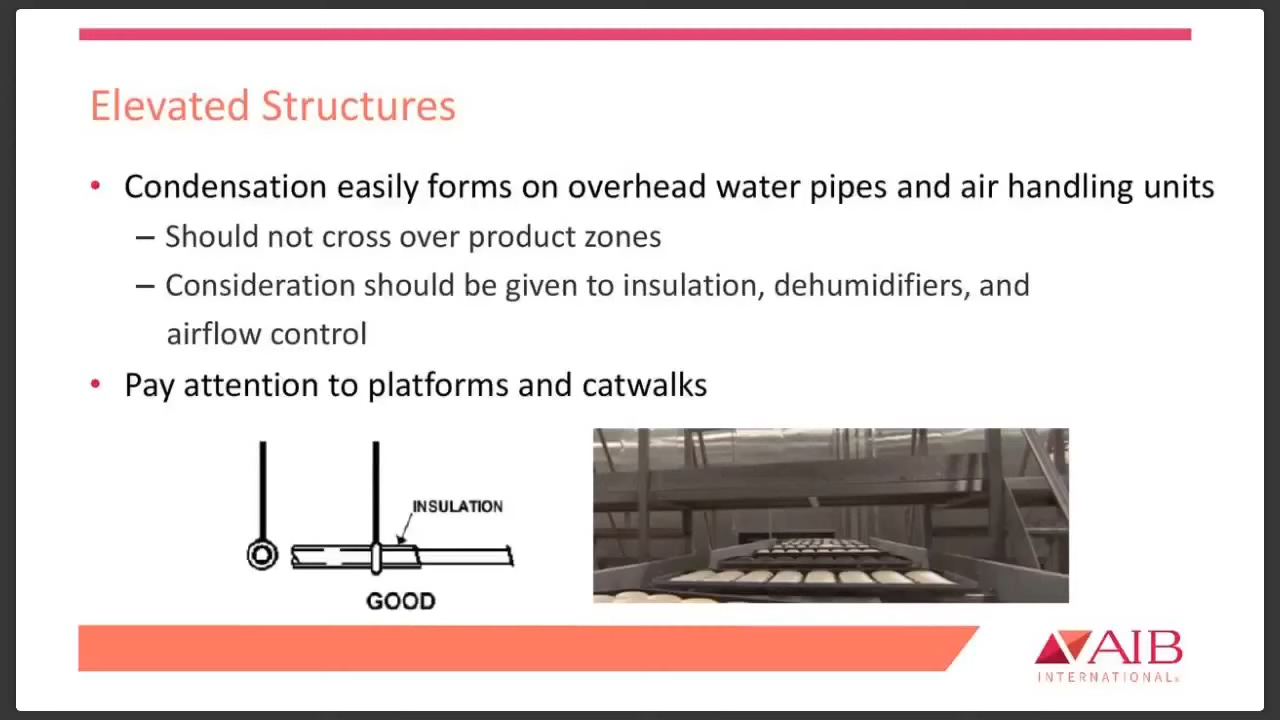 Elevated Structures
• Condensation easily forms on overhead water pipes and air handling units
– Should not cross over product zones
– Consideration should be given to insulation, dehumidifiers, and
airflow control
• Pay attention to platforms and catwalks
INSULATION
GOOD
AIB
INTERNATIONAL